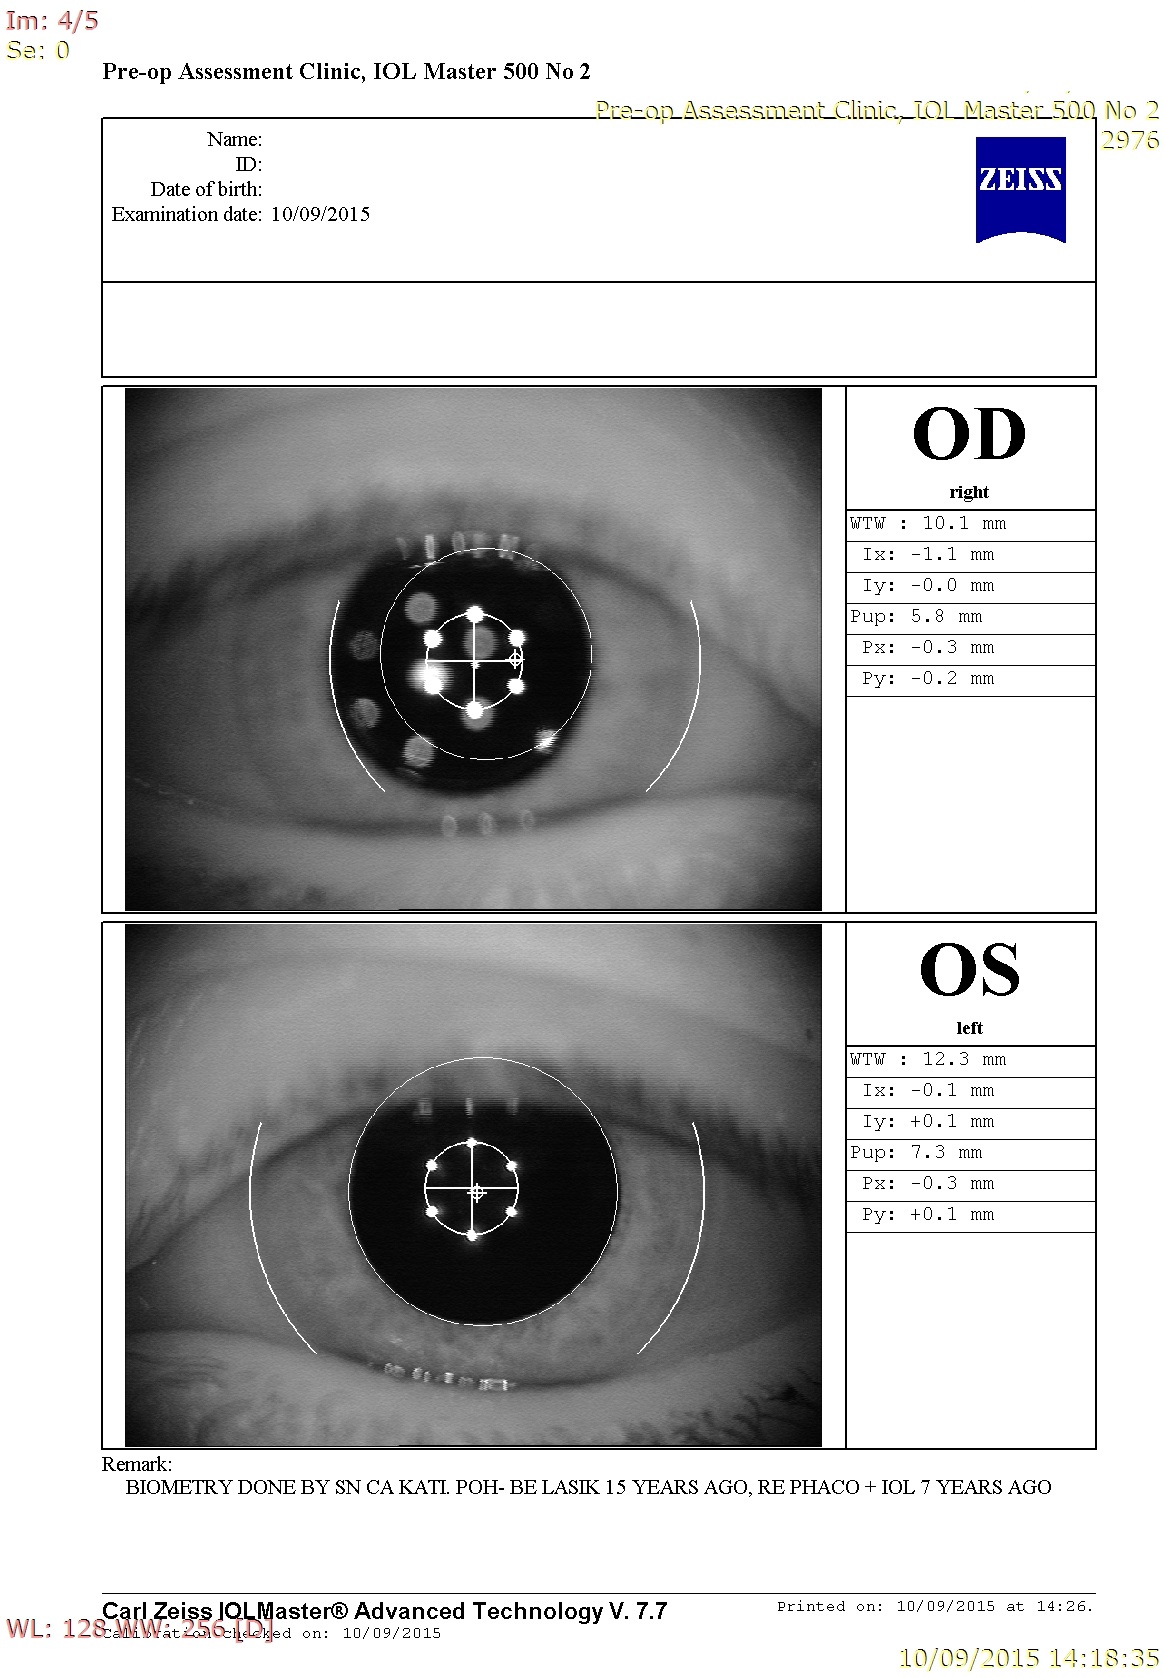 Im: 4/5
Se: 0
Pre-op Assessment Clinic, IOL Master 500 No 2
Pre-op Assessment Clinic, IOL Master 500 No 2
2976
Name:
ID:
Date of birth:
Examination date: 10/09/2015
ZEISS
OD
right
WTW : 10.1 mm
Ix: -1.1 mm
Iy: -0.0 mm
Pup: 5.8 mm
Px: -0.3 mm
Py: -0.2 mm
OS
left
WTW : 12.3 mm
Ix: -0.1 mm
Iy: +0.1 mm
Pup: 7.3 mm
Px: -0.3 mm
Py: +0.1 mm
Remark:
BIOMETRY DONE BY SN CA KATI. POH- BE LASIK 15 YEARS AGO, RE PHACO + IOL 7 YEARS AGO
Carl Zeiss IOLMaster® Advanced Technology V. 7.7
Printed on: 10/09/2015 at 14:26.
WL: 128 WW: 256 [D]
Calibration checked on: 10/09/2015
10/09/2015 14:18:35